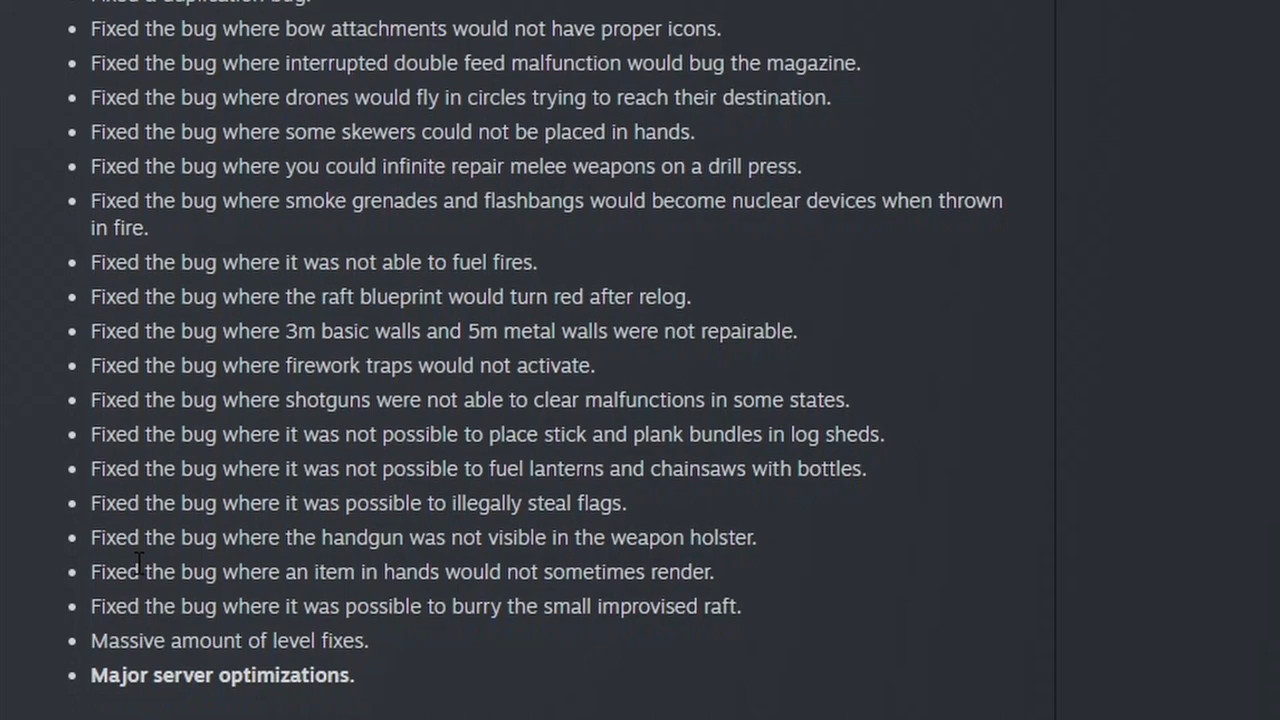 Fixed a duplication bug.
Fixed the bug where bow attachments would not have proper icons.
Fixed the bug where interrupted double feed malfunction would bug the magazine.
Fixed the bug where drones would fly in circles trying to reach their destination.
Fixed the bug where some skewers could not be placed in hands.
Fixed the bug where you could infinite repair melee weapons on a drill press.
Fixed the bug where smoke grenades and flashbangs would become nuclear devices when thrown
in fire.
Fixed the bug where it was not able to fuel fires.
Fixed the bug where the raft blueprint would turn red after relog.
Fixed the bug where 3m basic walls and 5m metal walls were not repairable.
Fixed the bug where firework traps would not activate.
Fixed the bug where shotguns were not able to clear malfunctions in some states.
Fixed the bug where it was not possible to place stick and plank bundles in log sheds.
Fixed the bug where it was not possible to fuel lanterns and chainsaws with bottles.
Fixed the bug where it was possible to illegally steal flags.
Fixed the bug where the handgun was not visible in the weapon holster.
Fixed the bug where an item in hands would not sometimes render.
Fixed the bug where it was possible to burry the small improvised raft.
Massive amount of level fixes.
Major server optimizations.